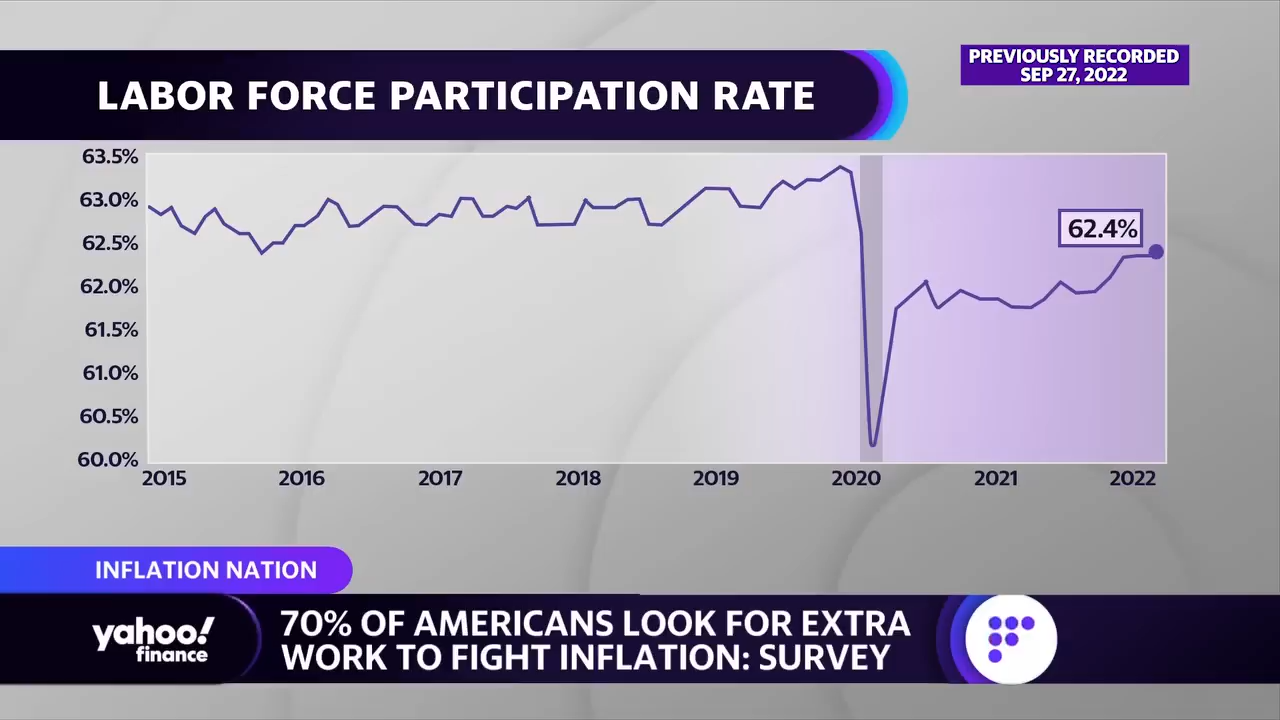 PREVIOUSLY RECORDED
SEP 27, 2022
LABOR FORCE PARTICIPATION RATE
63.5%
63.0%
62.5%
62.0%
61.5%
61.0%
60.5%
60.0%
62.4%
2015 2016 2017 2018 2019 2020 2021 2022
INFLATION NATION
yahoo!
finance
70% OF AMERICANS LOOK FOR EXTRA
WORK TO FIGHT INFLATION: SURVEY